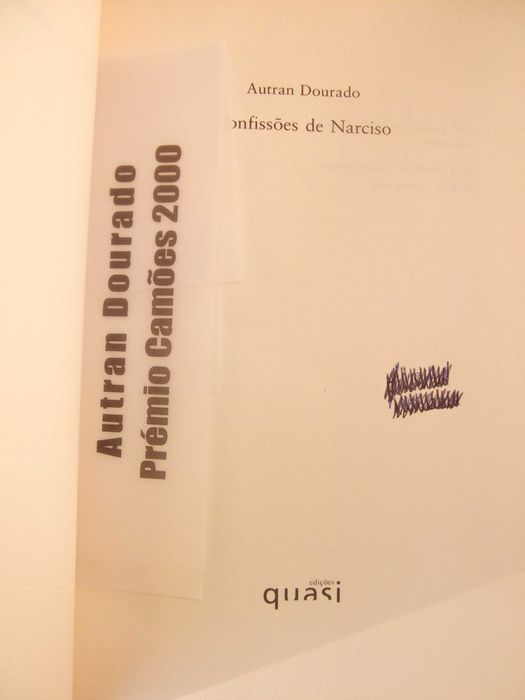 Autran Dourado
onfissões de Narciso
Autran Dourado
Prémio Camões 2000
edições
quasi